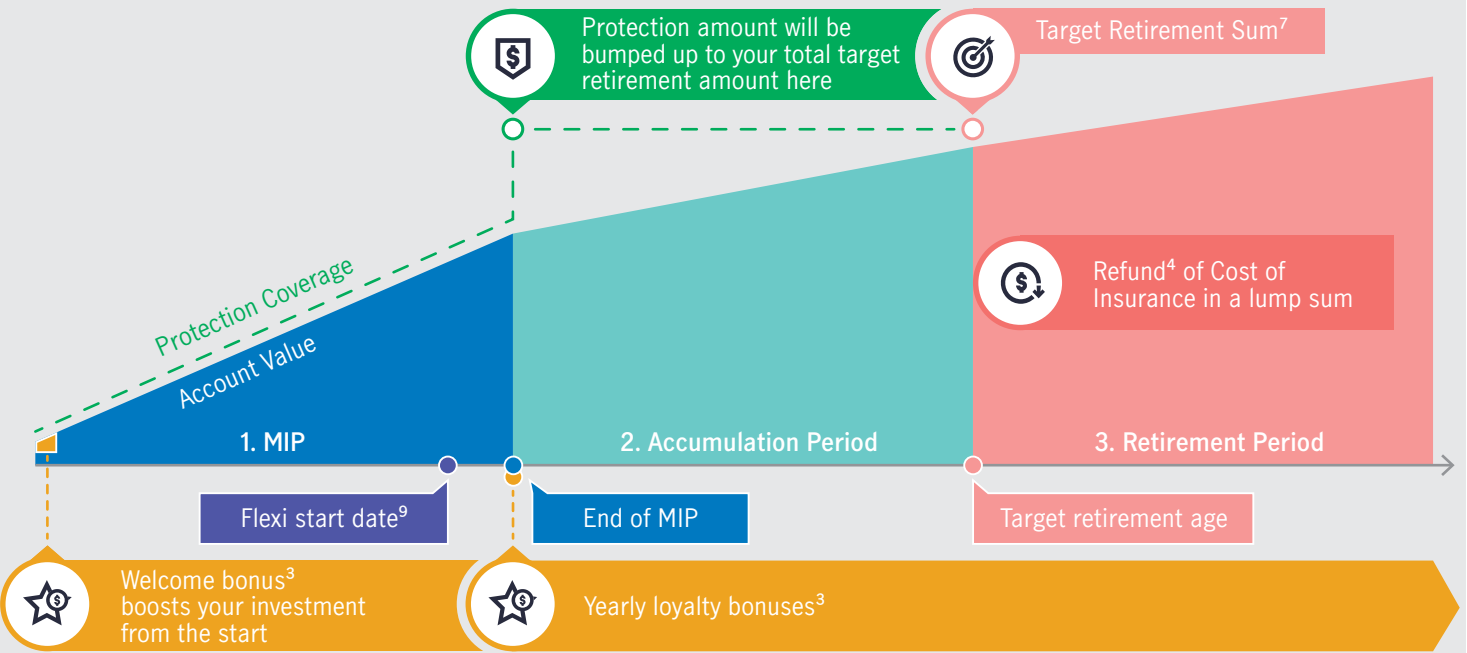 Protection amount will be
bumped up to your total target
retirement amount here
Target Retirement Sum⁷
Protection Coverage
Account Value
Refund⁴ of Cost of
Insurance in a lump sum
1. MIP
2. Accumulation Period
3. Retirement Period
Flexi start date⁹
End of MIP
Target retirement age
Welcome bonus³
boosts your investment
from the start
Yearly loyalty bonuses³